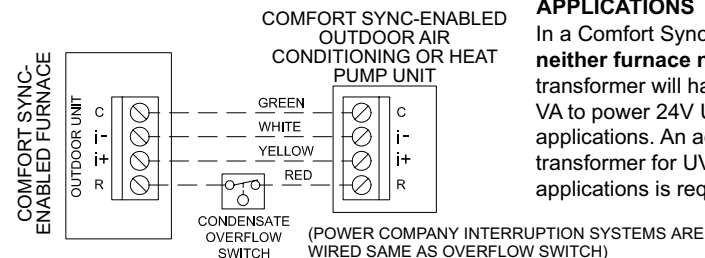 COMFORT SYNC-ENABLED
OUTDOOR AIR
CONDITIONING OR HEAT
PUMP UNIT
COMFORT SYNC-
ENABLED FURNACE
OUTDOOR UNIT
C
i-
i+
R
GREEN
WHITE
YELLOW
RED
C
i-
i+
R
CONDENSATE
OVERFLOW
SWITCH
(POWER COMPANY INTERRUPTION SYSTEMS ARE
WIRED SAME AS OVERFLOW SWITCH)
APPLICATIONS
In a Comfort Sync
neither furnace n
transformer will ha
VA to power 24V U
applications. An a
transformer for UV
applications is req